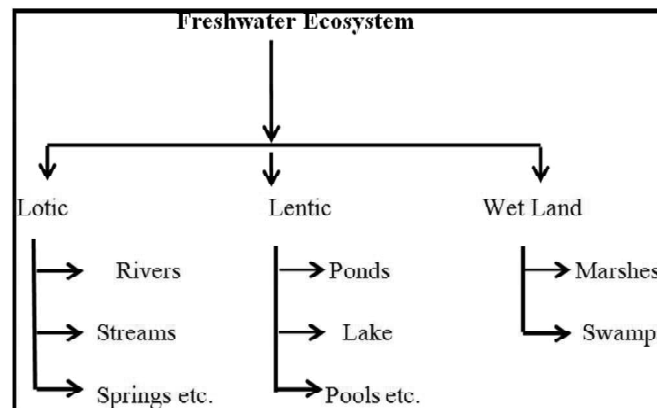 Freshwater Ecosystem
Lotic Lentic Wet Land
Rivers Ponds Marshes
Streams Lake Swamp
Springs etc. Pools etc.